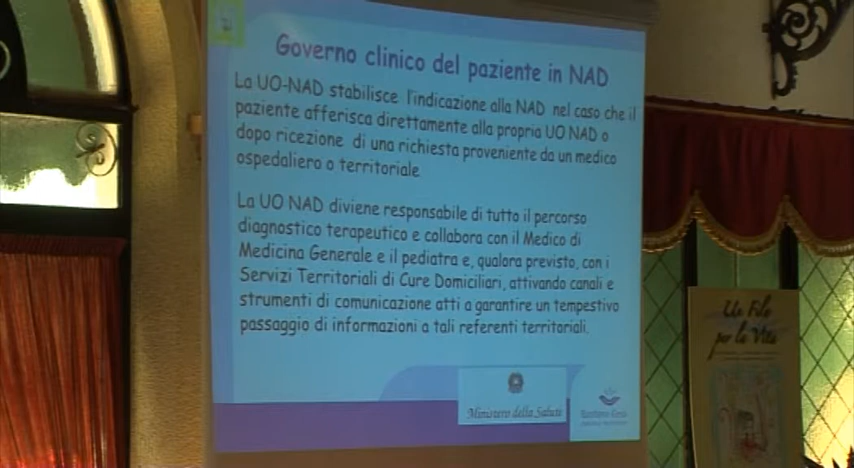 Governo clinico del paziente in NAD
La UO-NAD stabilisce l'indicazione alla NAD nel caso che il
paziente afferisca direttamente alla propria UO NAD o
dopo ricezione di una richiesta proveniente da un medico
ospedaliero o territoriale.
La UO NAD diviene responsabile di tutto il percorso
diagnostico terapeutico e collabora con il Medico di
Medicina Generale e il pediatra e, qualora previsto, con i
Servizi Territoriali di Cure Domiciliari, attivando canali e
strumenti di comunicazione atti a garantire un tempestivo
passaggio di informazioni a tali referenti territoriali.
Ministero della Salute
Un Filo
per la Vita